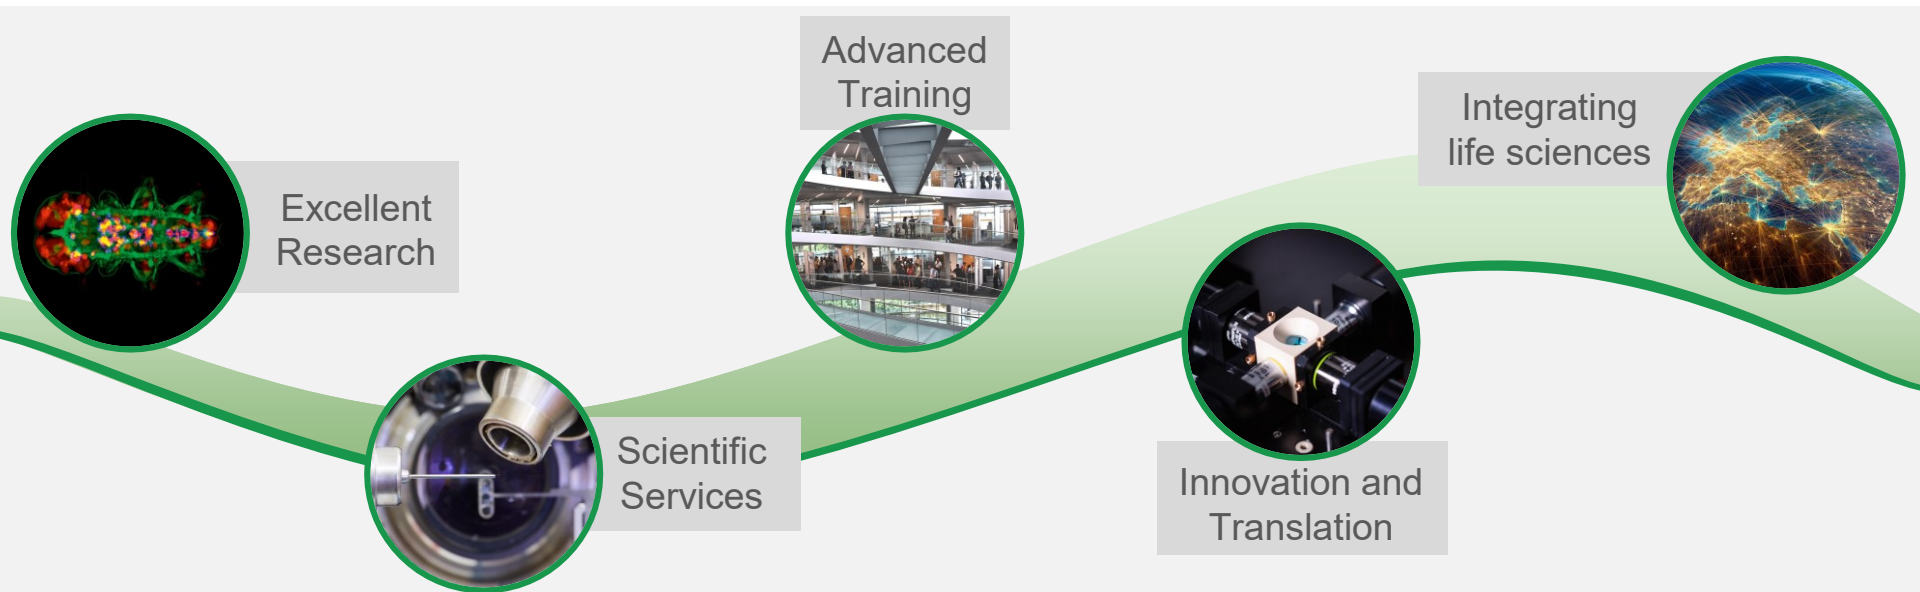 Excellent
Research
Scientific
Services
Advanced
Training
Innovation and
Translation
Integrating
life sciences